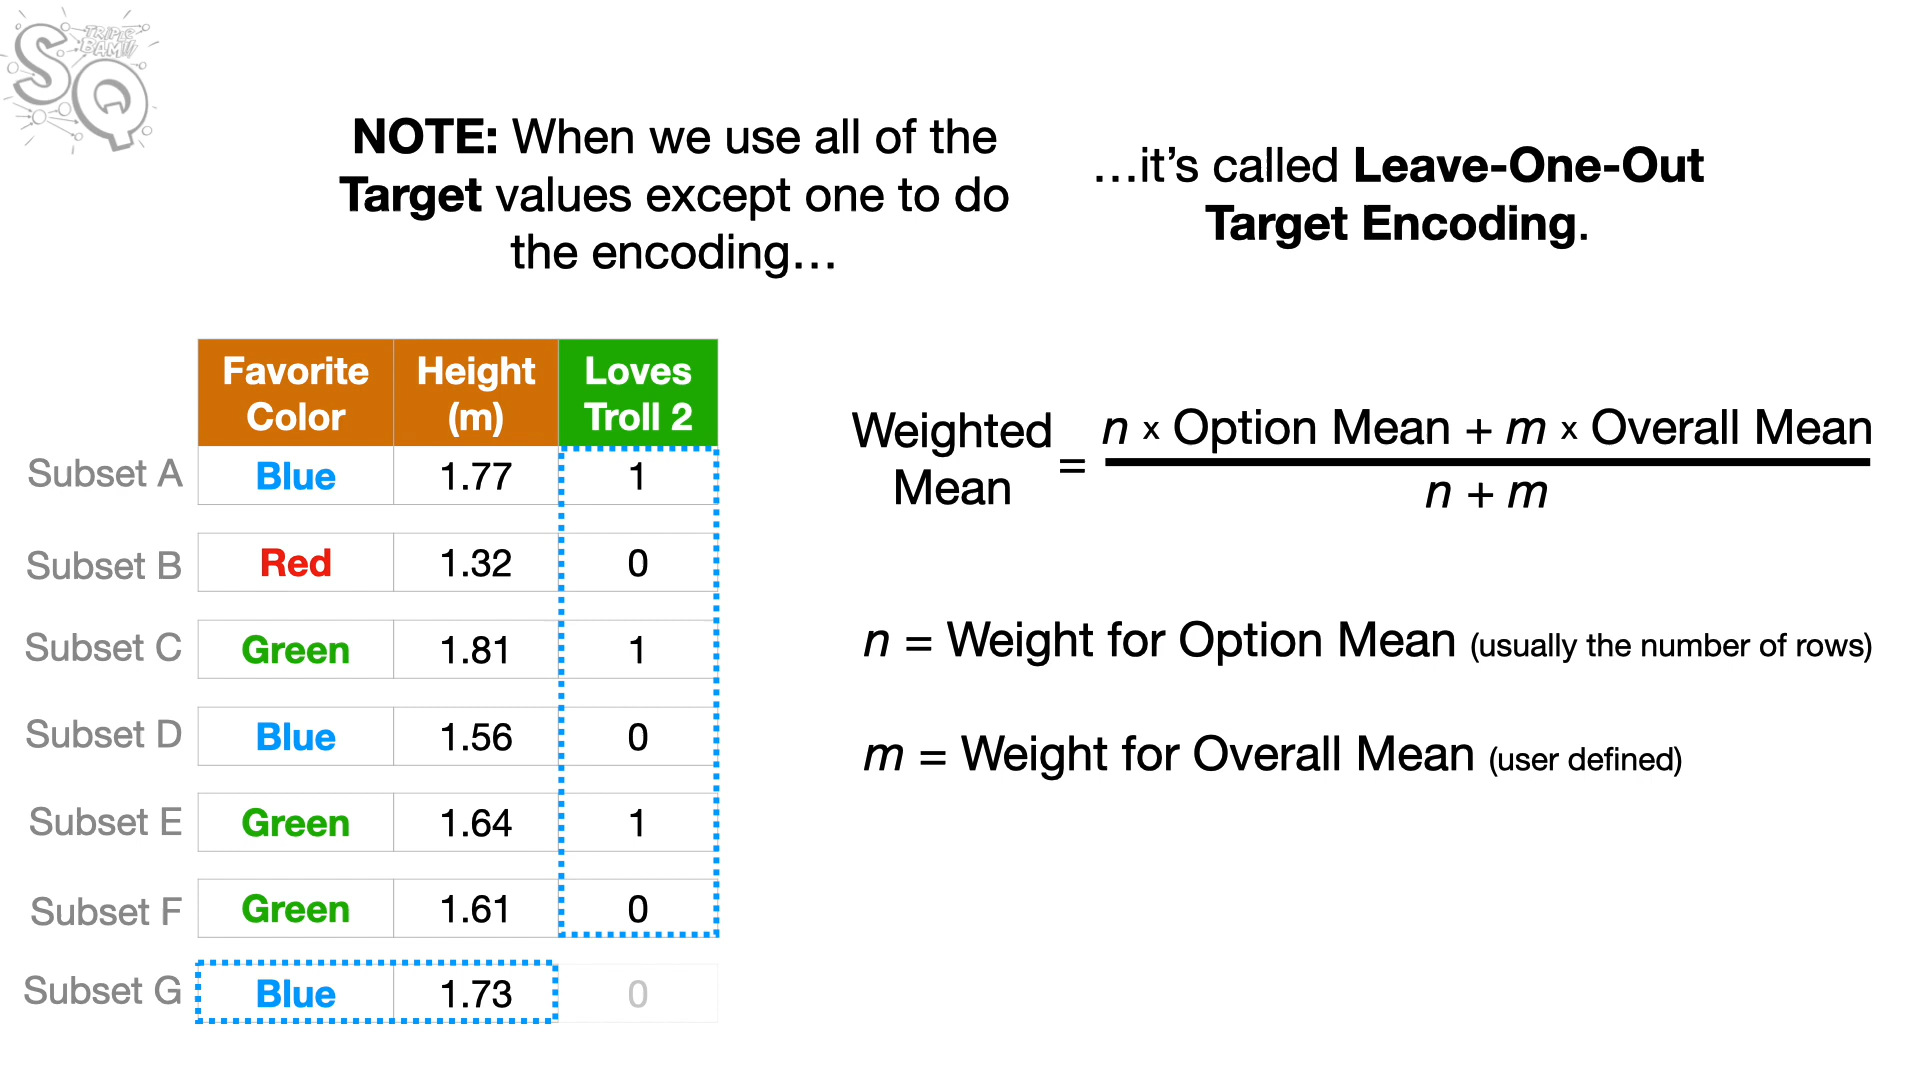 TRIPLE
BAM!!!
SQ
NOTE: When we use all of the
Target values except one to do
the encoding…
…it’s called Leave-One-Out
Target Encoding.
Favorite Color Height (m) Loves Troll 2
Subset A Blue 1.77 1
Subset B Red 1.32 0
Subset C Green 1.81 1
Subset D Blue 1.56 0
Subset E Green 1.64 1
Subset F Green 1.61 0
Subset G Blue 1.73 0
Weighted Mean = n x Option Mean + m x Overall Mean
n + m
n = Weight for Option Mean (usually the number of rows)
m = Weight for Overall Mean (user defined)